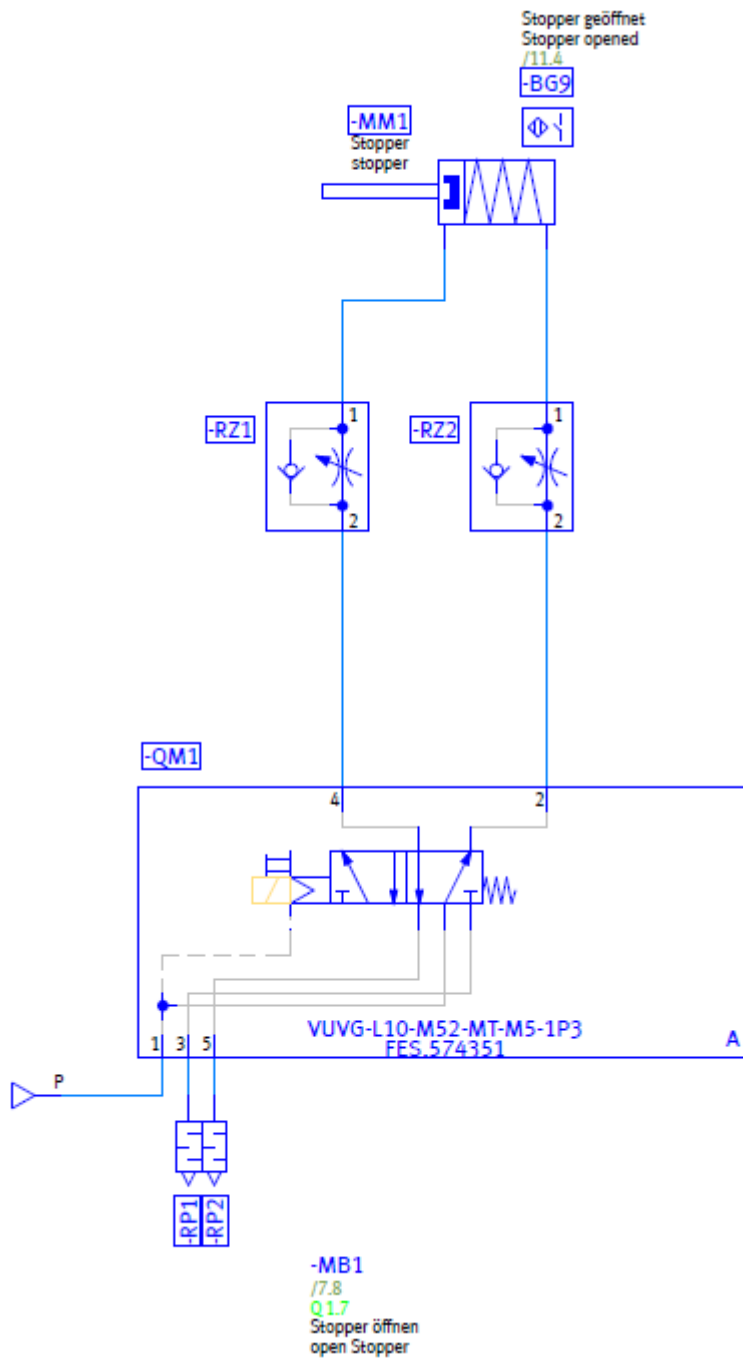 Stopper geöffnet
Stopper opened
/11.4
-BG9
-MM1
Stopper
stopper
1
-RZ1
2
1
-RZ2
2
-QM1
4
2
VUVG-L10-M52-MT-M5-1P3
FES.574351
A
1
3
5
P
-RP1
-RP2
-MB1
/7.8
Q1.7
Stopper öffnen
open Stopper